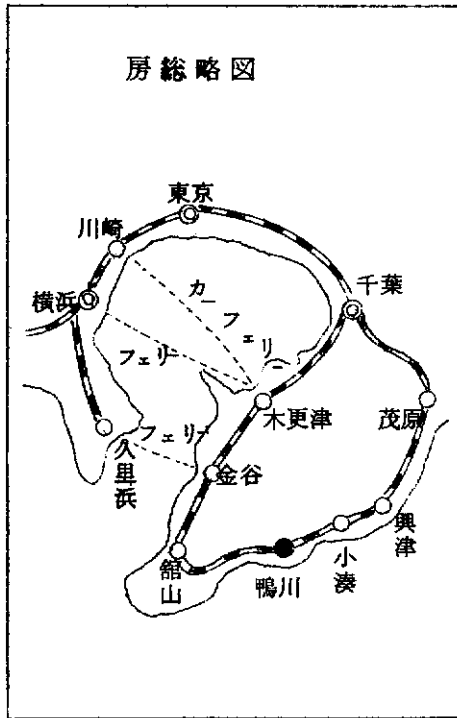 房総略図
東京
川崎
千葉
横浜
カーフェリー
フェリー
木更津
茂原
フェリー
久里浜
金谷
興津
小湊
舘山
鴨川